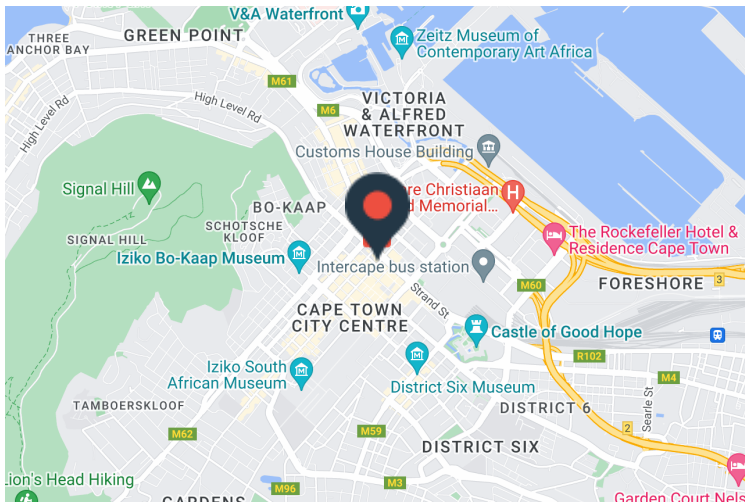 V&A Waterfront
THREE
ANCHOR BAY
GREEN POINT
Zeitz Museum of
Contemporary Art Africa
M61
High Level Rd
High Level Rd
M6
VICTORIA
& ALFRED
WATERFRONT
Customs House Building
Signal Hill
BO-KAAP
re Christiaan
d Memorial...
H
SCHOTSCHE
KLOOF
SIGNAL HILL
The Rockefeller Hotel &
Residence Cape Town
Iziko Bo-Kaap Museum
Intercape bus station
M60
FORESHORE
3
Strand St
CAPE TOWN
CITY CENTRE
Castle of Good Hope
R102
Iziko South
African Museum
District Six Museum
M4
Searle St
TAMBOERSKLOOF
DISTRICT 6
M62
M59
2
DISTRICT SIX
Lion's Head Hiking
M96
M3
GARDENS
Garden Court Nels